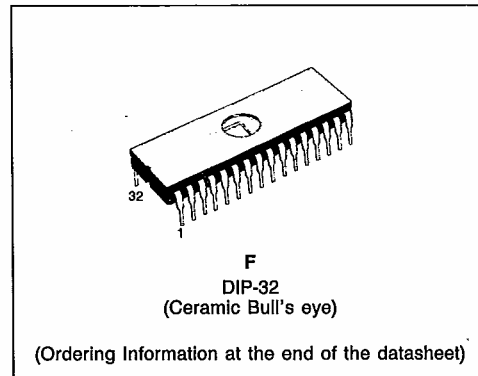 32
1
F
DIP-32
(Ceramic Bull's eye)
(Ordering Information at the end of the datasheet)